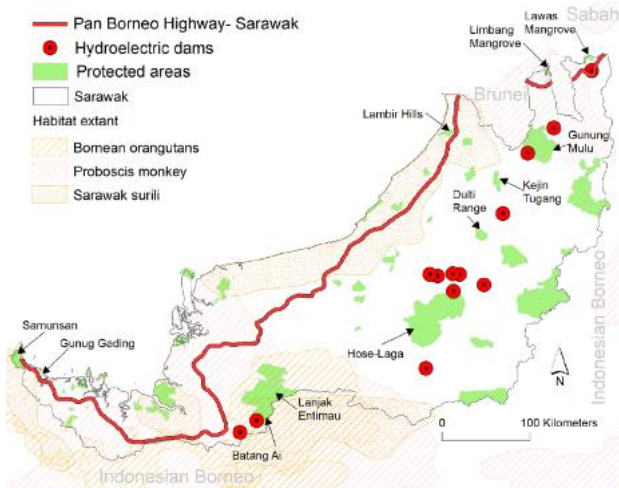 Pan Borneo Highway- Sarawak
Hydroelectric dams
Protected areas
Sarawak
Habitat extant
Bornean orangutans
Proboscis monkey
Sarawak surili
Sabah
Lawas
Mangrove
Limbang
Mangrove
Brunei
Lambir Hills
Gunung
Mulu
Kejin
Tugang
Dulti
Range
Indonesian Borneo
Samunsan
Gunug Gading
Hose-Laga
N
Lanjak
Entimau
0 100 Kilometers
Batang Ai
Indonesian Borneo